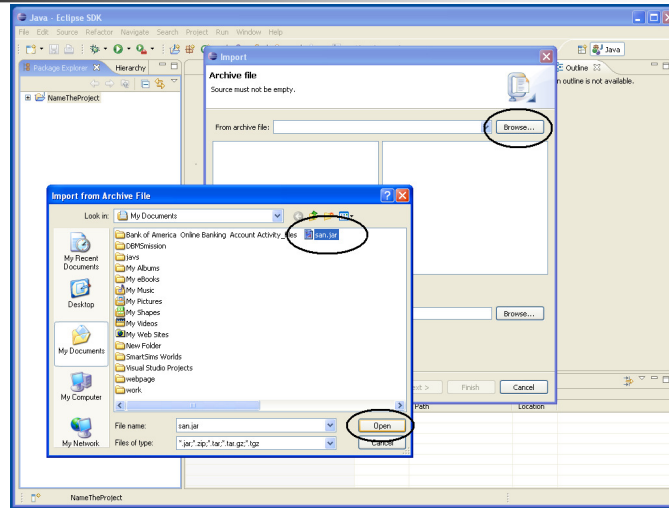 Java - Eclipse SDK
File Edit Source Refactor Navigate Search Project Run Window Help
Java
Package Explorer Hierarchy
NameTheProject
Outline
n outline is not available.
Import
Archive file
Source must not be empty.
From archive file:
Browse...
Browse...
ext > Finish Cancel
Path Location
Import from Archive File
Look in: My Documents
My Recent Documents
Desktop
My Documents
My Computer
My Network
Bank of America Online Banking Account Activity_files
san.jar
DBMSmission
javs
My Albums
My eBooks
My Music
My Pictures
My Shapes
My Videos
My Web Sites
New Folder
SmartSims Worlds
Visual Studio Projects
webpage
work
File name: san.jar Open
Files of type: *.jar;*.zip;*.tar;*.tar.gz;*.tgz Cancel
NameTheProject